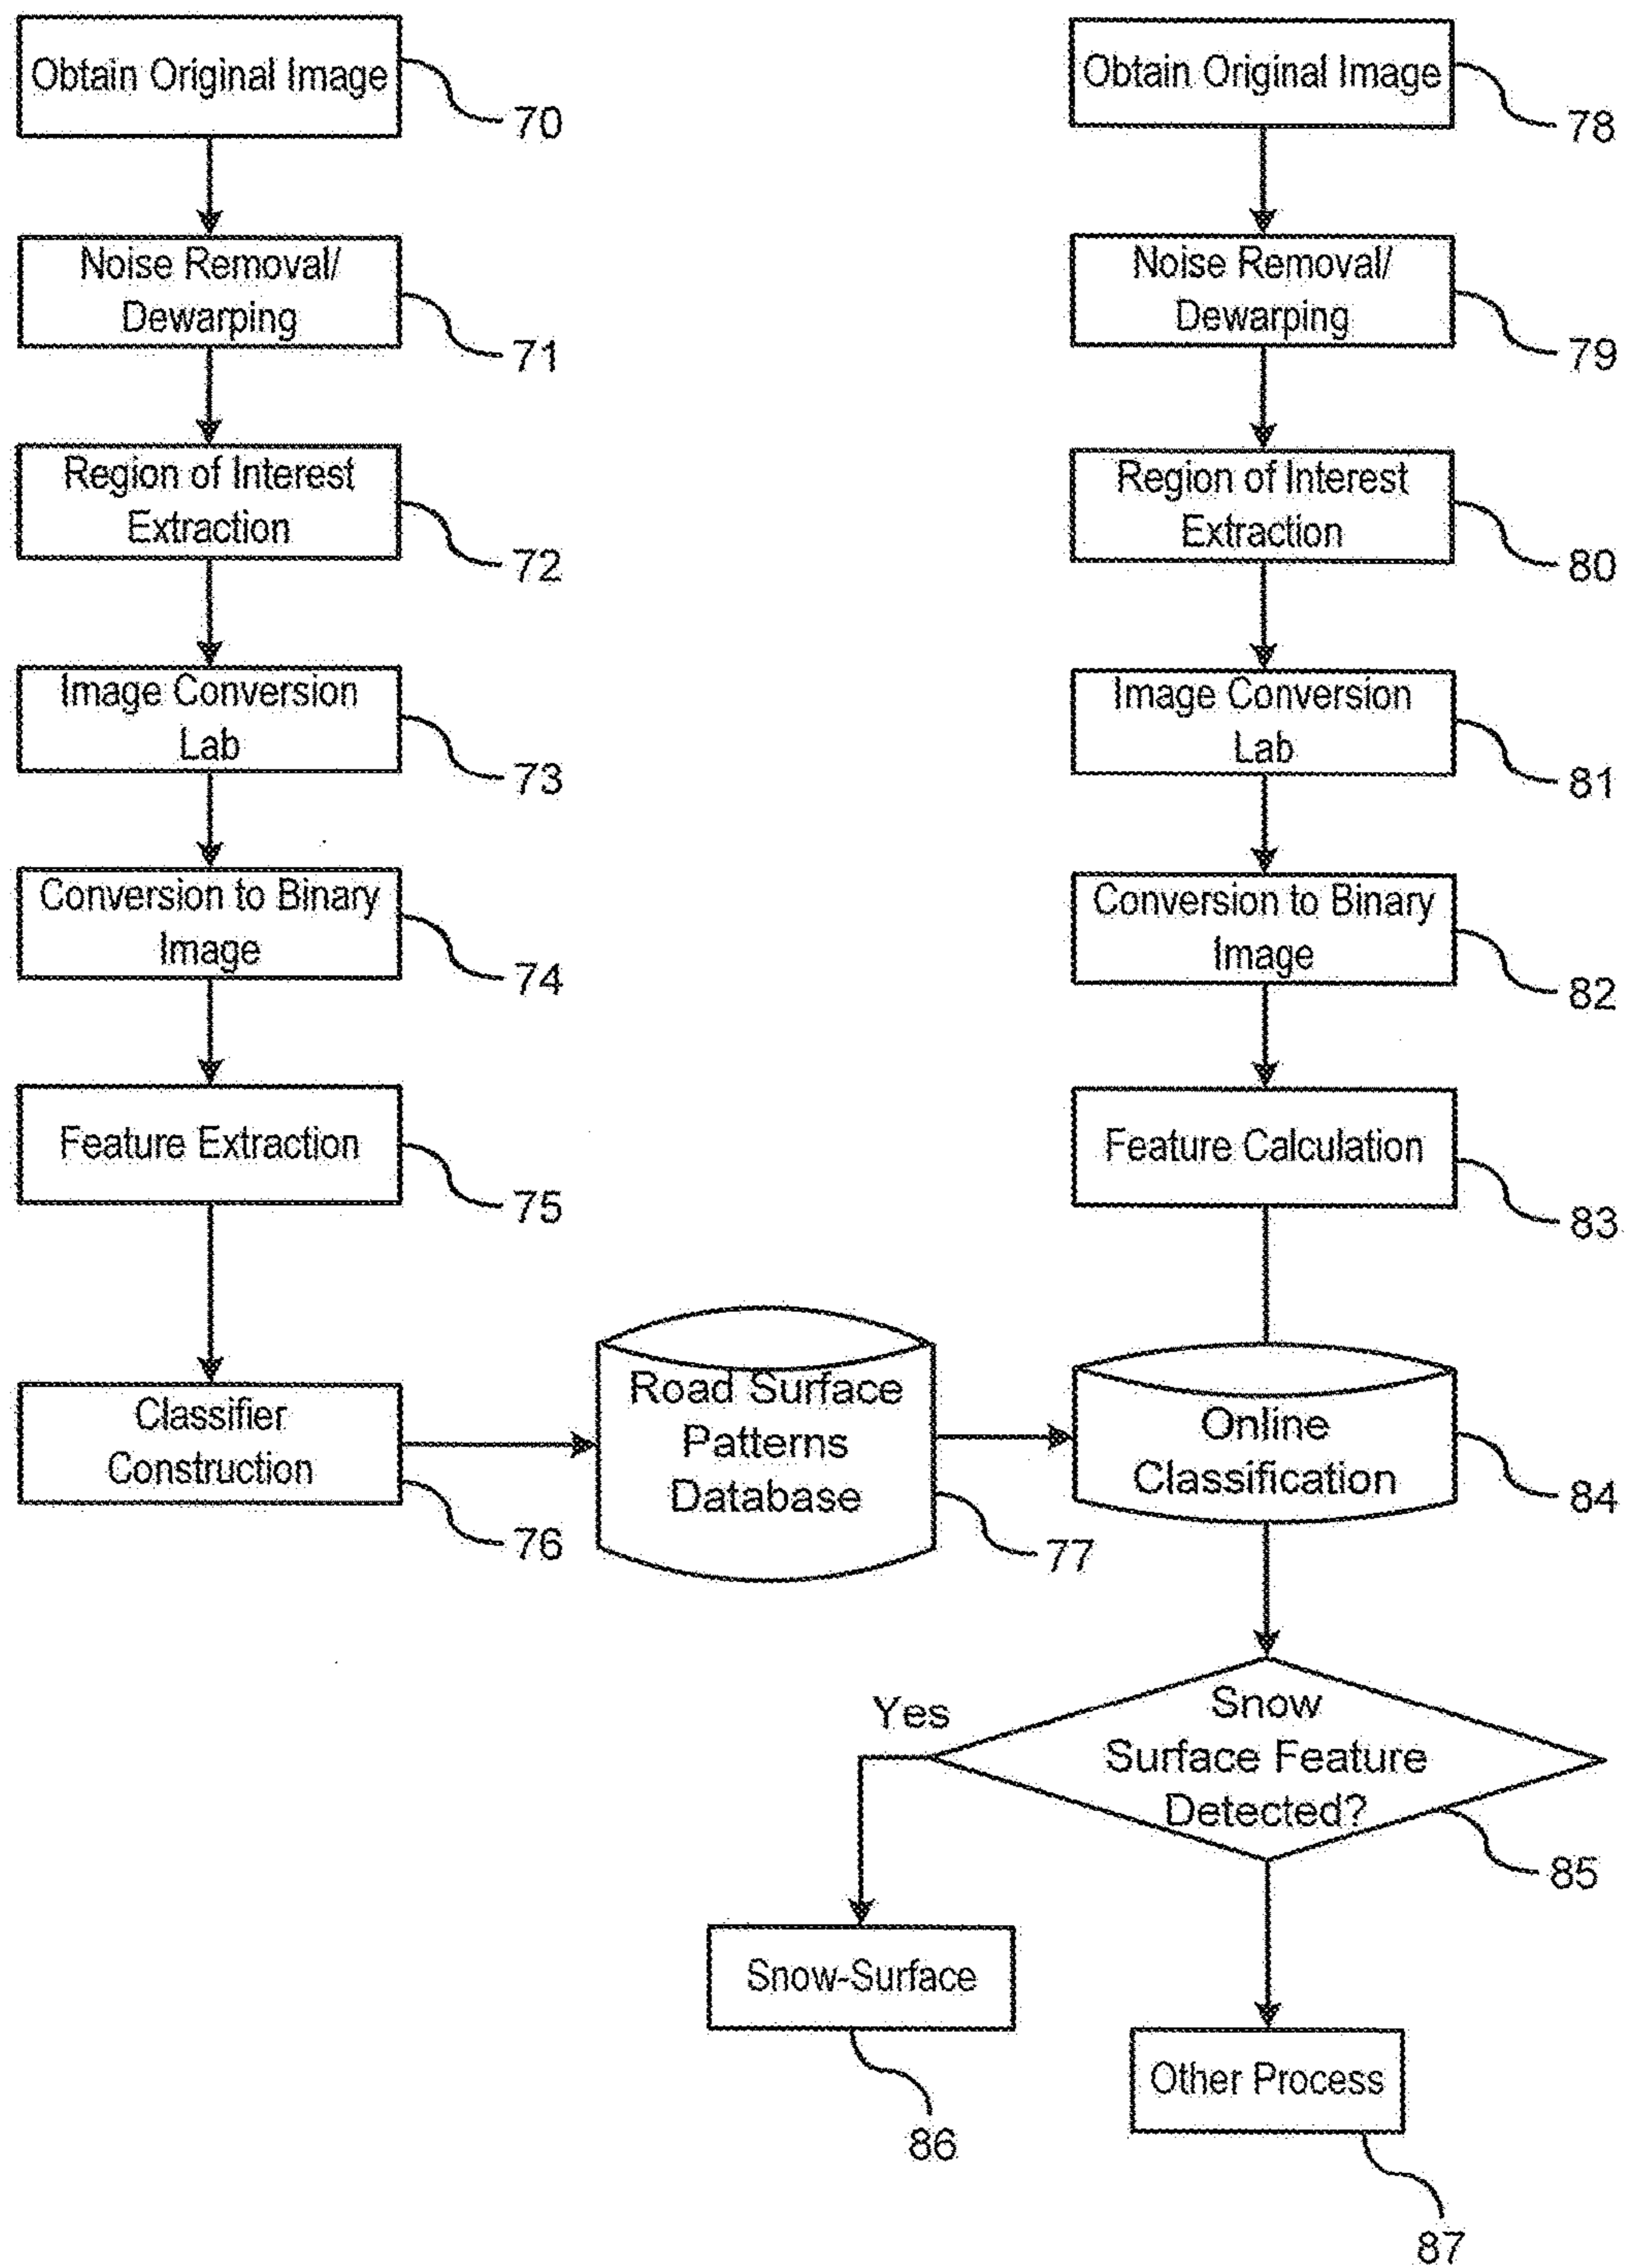 Obtain Original Image
70
Noise Removal/
Dewarping
71
Region of Interest
Extraction
72
Image Conversion
Lab
73
Conversion to Binary
Image
74
Feature Extraction
75
Classifier
Construction
76
Road Surface
Patterns
Database
77
Obtain Original Image
78
Noise Removal/
Dewarping
79
Region of Interest
Extraction
80
Image Conversion
Lab
81
Conversion to Binary
Image
82
Feature Calculation
83
Online
Classification
84
Snow
Surface Feature
Detected?
85
Yes
Snow-Surface
86
Other Process
87